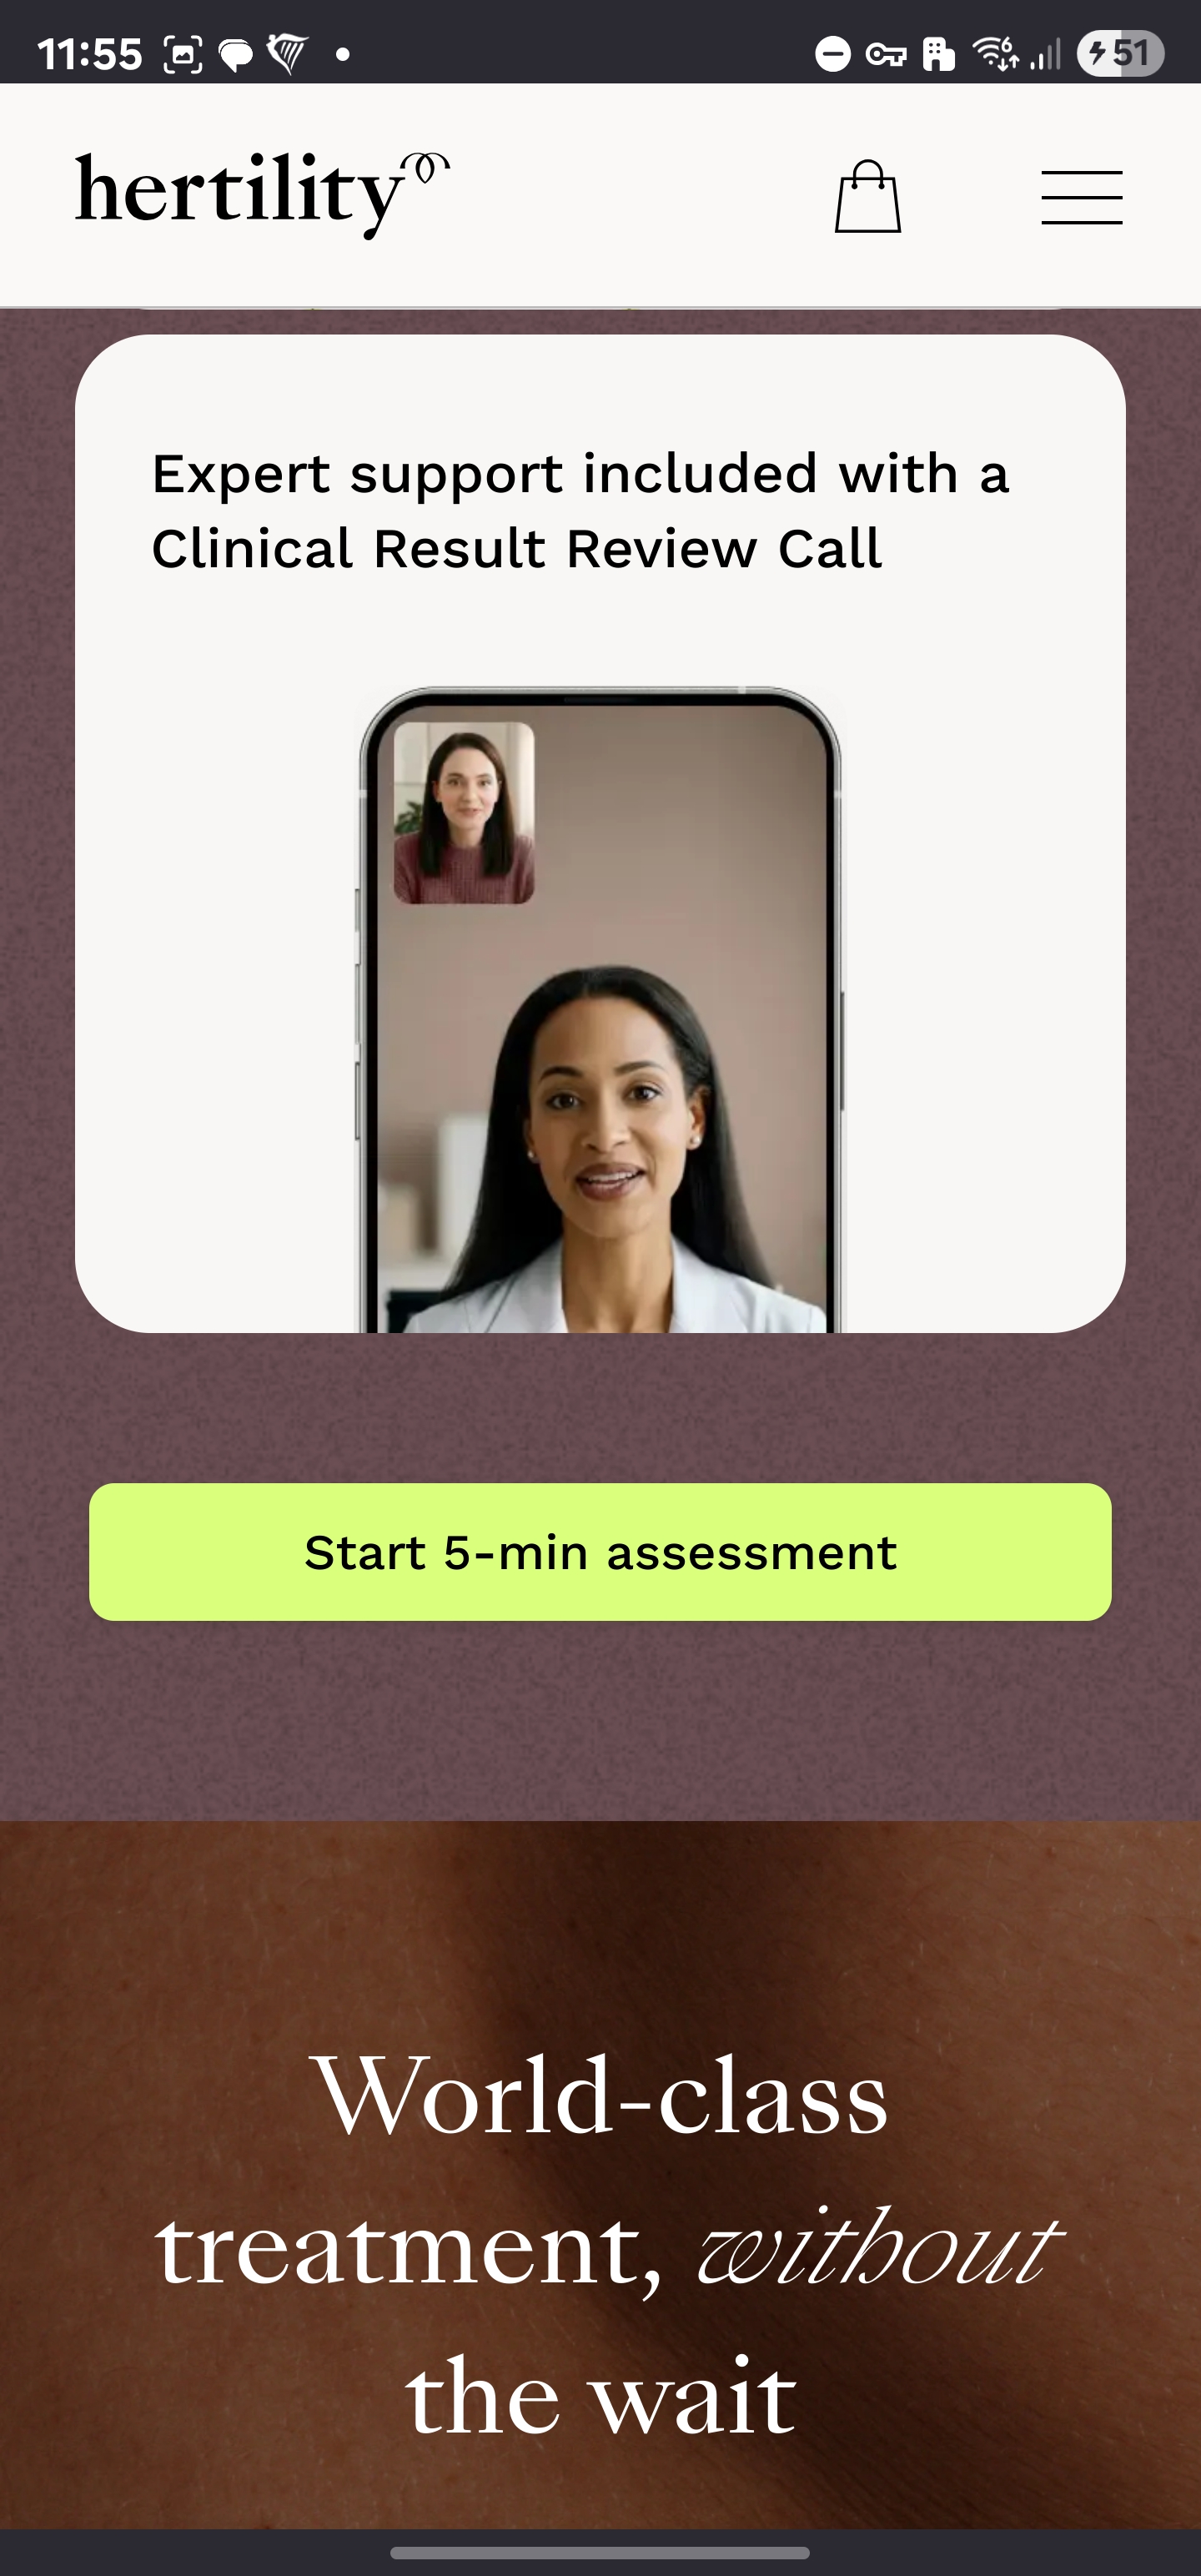 11:55
6
51
hertility
Expert support included with a
Clinical Result Review Call
Start 5-min assessment
World-class
treatment, without
the wait